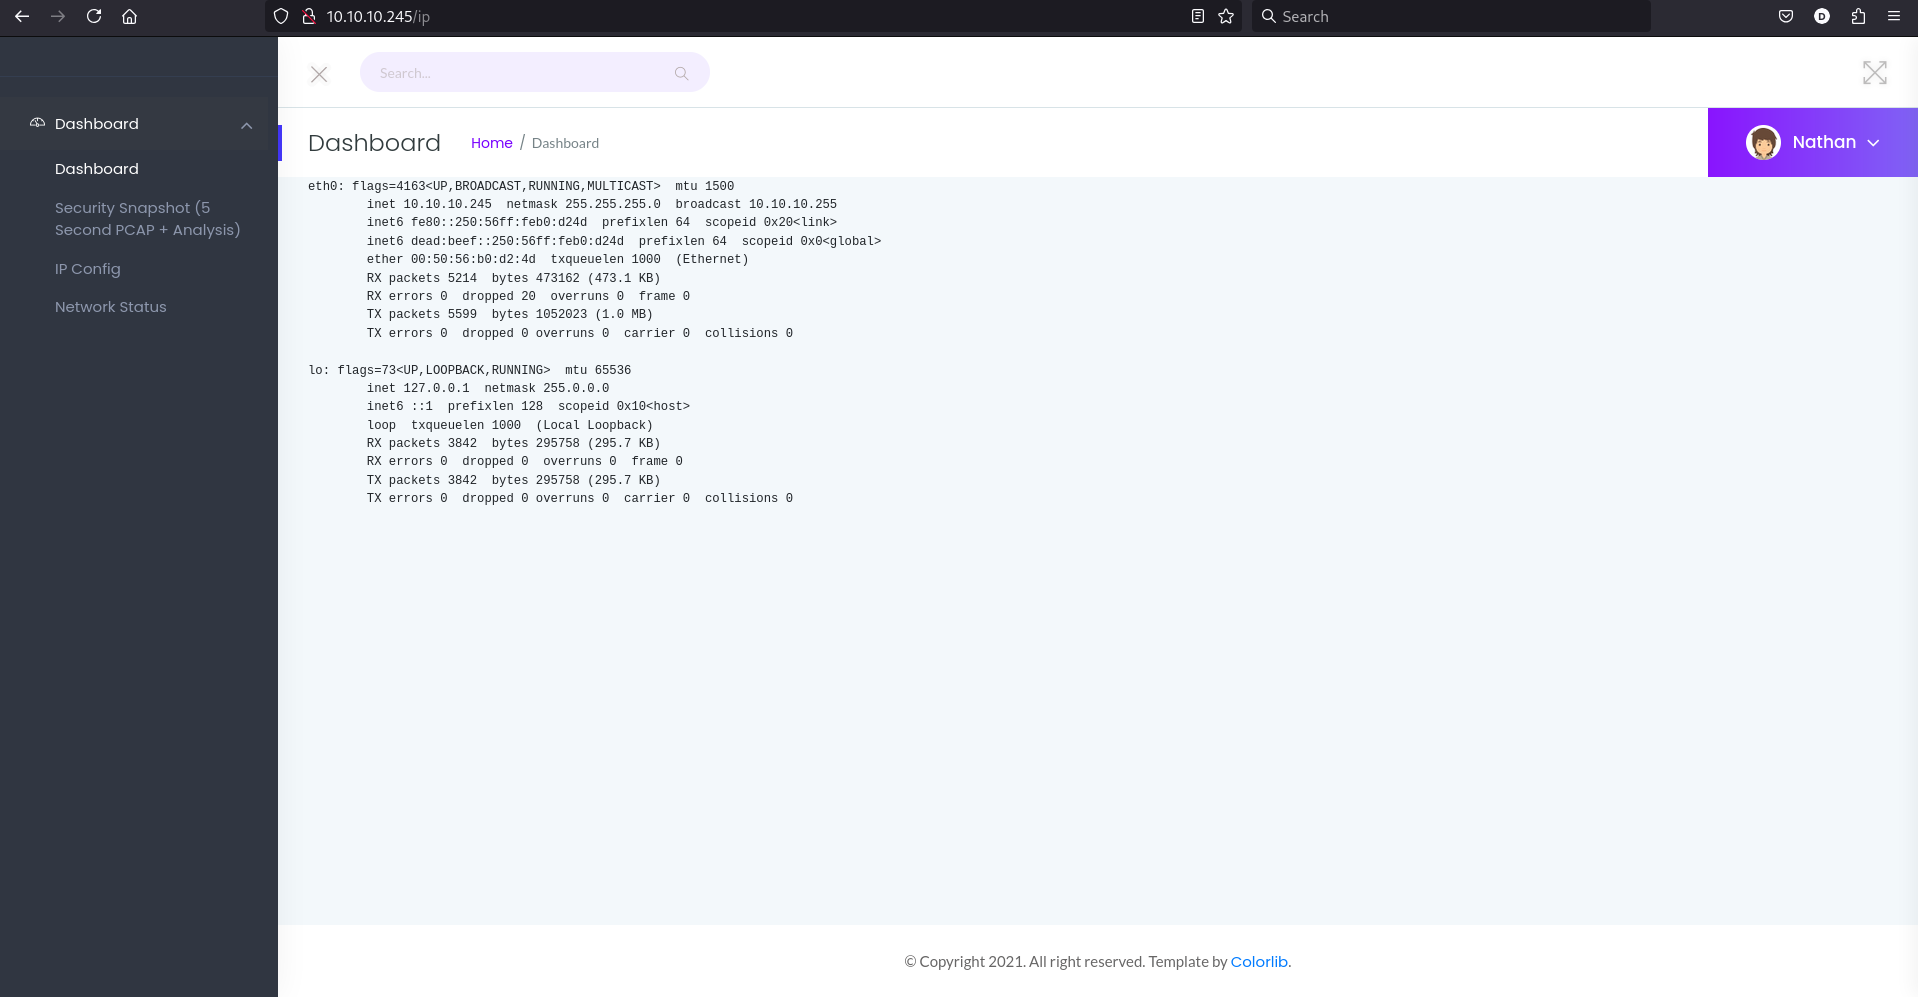 10.10.10.245/ip
Search
D
Search...
Dashboard
Dashboard
Security Snapshot (5
Second PCAP + Analysis)
IP Config
Network Status
Dashboard Home / Dashboard
Nathan
eth0: flags=4163<UP,BROADCAST,RUNNING,MULTICAST>  mtu 1500
        inet 10.10.10.245  netmask 255.255.255.0  broadcast 10.10.10.255
        inet6 fe80::250:56ff:feb0:d24d  prefixlen 64  scopeid 0x20<link>
        inet6 dead:beef::250:56ff:feb0:d24d  prefixlen 64  scopeid 0x0<global>
        ether 00:50:56:b0:d2:4d  txqueuelen 1000  (Ethernet)
        RX packets 5214  bytes 473162 (473.1 KB)
        RX errors 0  dropped 20  overruns 0  frame 0
        TX packets 5599  bytes 1052023 (1.0 MB)
        TX errors 0  dropped 0 overruns 0  carrier 0  collisions 0
lo: flags=73<UP,LOOPBACK,RUNNING>  mtu 65536
        inet 127.0.0.1  netmask 255.0.0.0
        inet6 ::1  prefixlen 128  scopeid 0x10<host>
        loop  txqueuelen 1000  (Local Loopback)
        RX packets 3842  bytes 295758 (295.7 KB)
        RX errors 0  dropped 0  overruns 0  frame 0
        TX packets 3842  bytes 295758 (295.7 KB)
        TX errors 0  dropped 0 overruns 0  carrier 0  collisions 0
© Copyright 2021. All right reserved. Template by Colorlib.